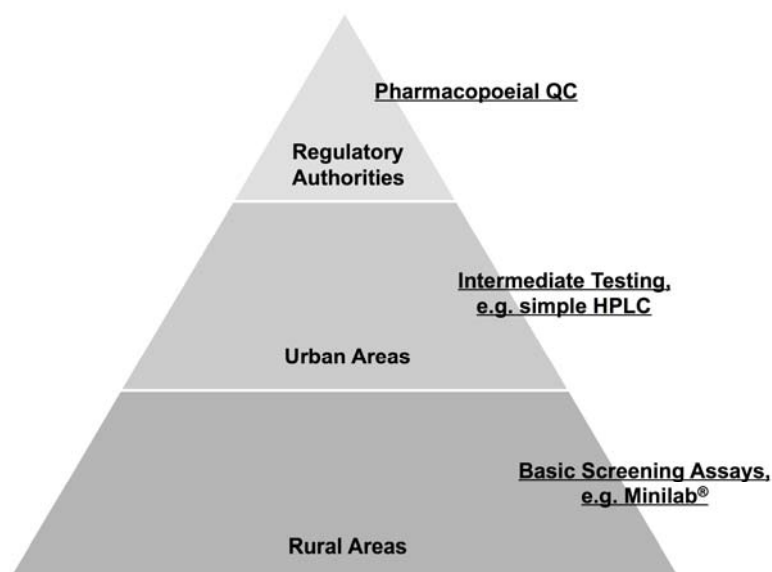 Pharmacopoeial QC
Regulatory
Authorities
Intermediate Testing,
e.g. simple HPLC
Urban Areas
Basic Screening Assays,
e.g. Minilab®
Rural Areas